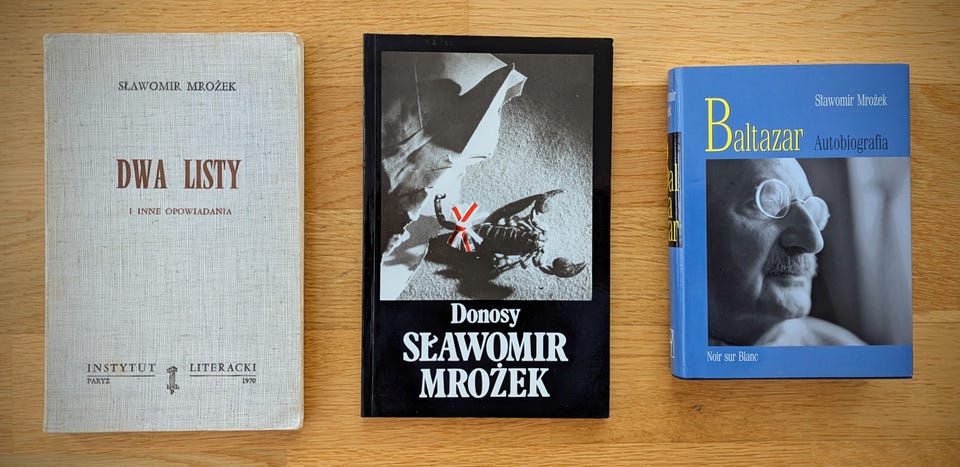 SŁAWOMIR MROŻEK
DWA LISTY
I INNE OPOWIADANIA
INSTYTUT LITERACKI
PARYŻ 1970
Donosy
SŁAWOMIR
MROŻEK
Sławomir Mrożek
Baltazar Autobiografia
Noir sur Blanc